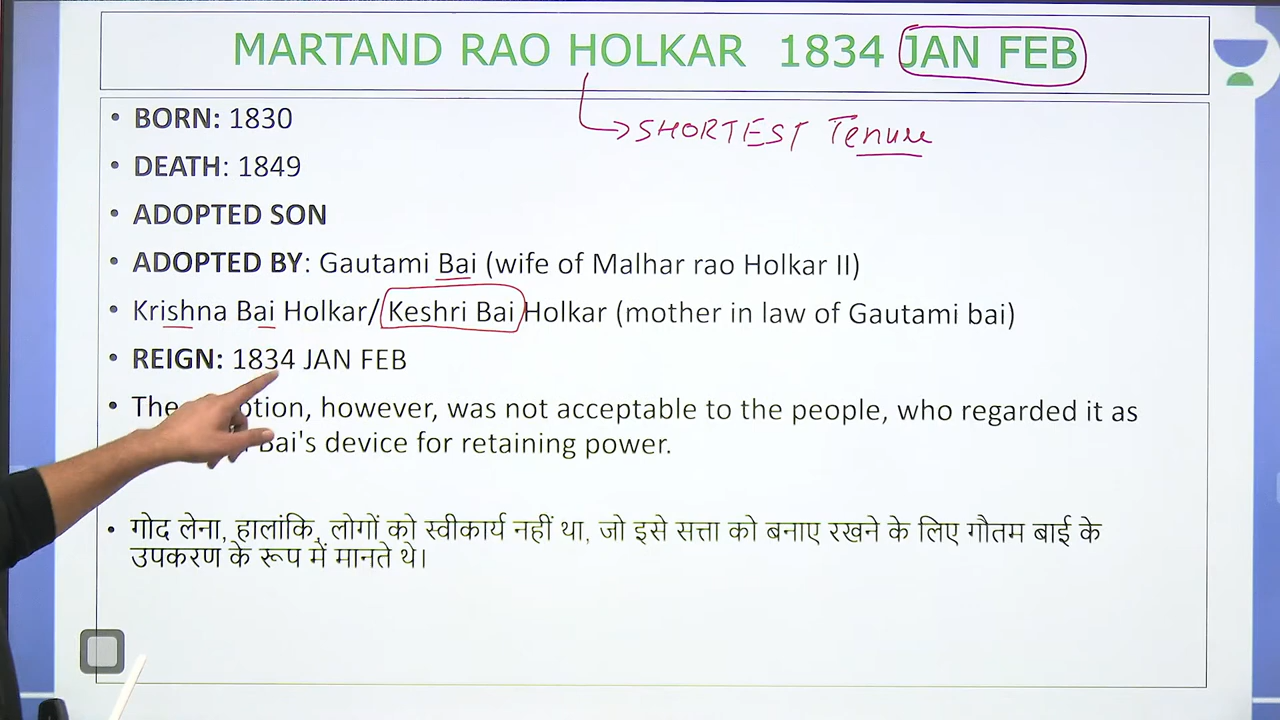 MARTAND RAO HOLKAR 1834 JAN FEB
SHORTEST Tenure
• BORN: 1830
• DEATH: 1849
• ADOPTED SON
• ADOPTED BY: Gautami Bai (wife of Malhar rao Holkar II)
• Krishna Bai Holkar/ Keshri Bai Holkar (mother in law of Gautami bai)
• REIGN: 1834 JAN FEB
• The however, was not acceptable to the people, who regarded it as
Bai's device for retaining power.
• गोद लेना, हालांकि, लोगों को स्वीकार्य नहीं था, जो इसे सत्ता को बनाए रखने के लिए गौतम बाई के
उपकरण के रूप में मानते थे।